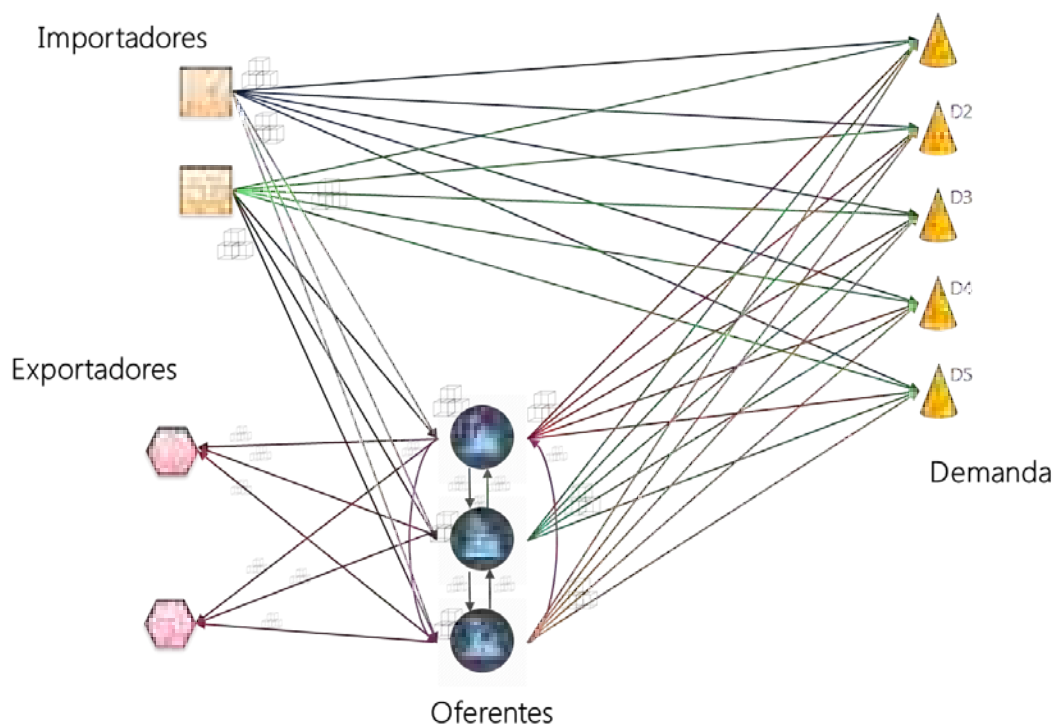 Importadores
D2
D3
D4
Exportadores
D5
Demanda
Oferentes